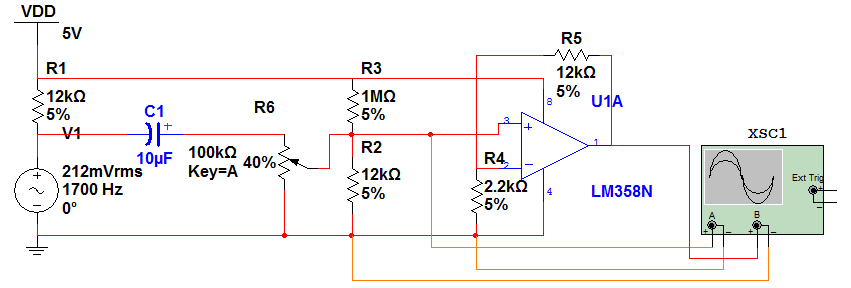 VDD
5V
R1
12kΩ
5%
V1
212mVrms
1700 Hz
0°
C1
10µF
R6
100kΩ
Key=A
40%
R3
1MΩ
5%
R2
12kΩ
5%
R5
12kΩ
5%
U1A
8
3
1
2
4
LM358N
R4
2.2kΩ
5%
XSC1
Ext Trig
+
–
A
B
+ – + –